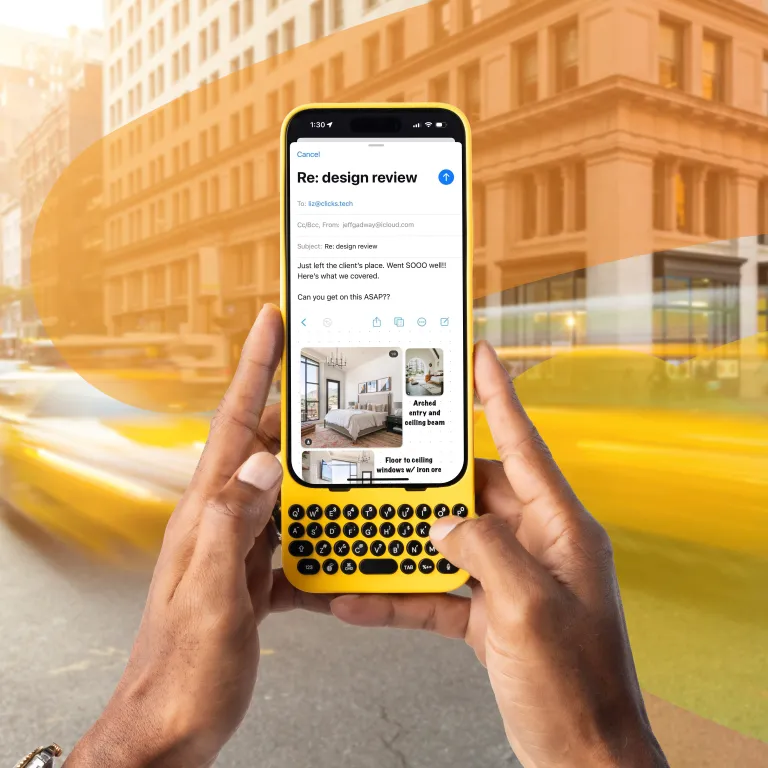 1:30
Cancel
Re: design review
To: liz@clicks.tech
Cc/Bcc, From: jeffgadway@icloud.com
Subject: Re: design review
Just left the client's place. Went SOOO well!!
Here's what we covered.
Can you get on this ASAP??
Arched
entry and
ceiling beam
Floor to ceiling
windows w/ iron ore
Q W E R T Y U I O P
A S D F G H J K
Z X C V B N M
123 TAB